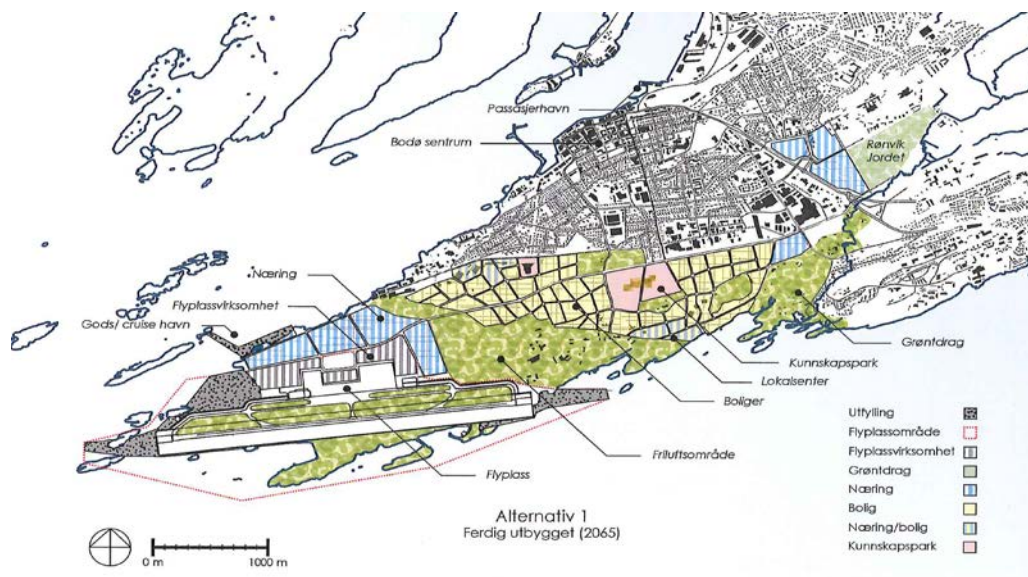 Passasjerhavn
Bodø sentrum
Rønvik
Jordet
Næring
Flyplassvirksomhet
Gods/ cruise havn
Grøntdrag
Kunnskapspark
Lokalsenter
Boliger
Friluftsområde
Flyplass
Utfylling
Flyplassområde
Flyplassvirksomhet
Grøntdrag
Næring
Bolig
Næring/bolig
Kunnskapspark
Alternativ 1
Ferdig utbygget (2065)
0 m 1000 m